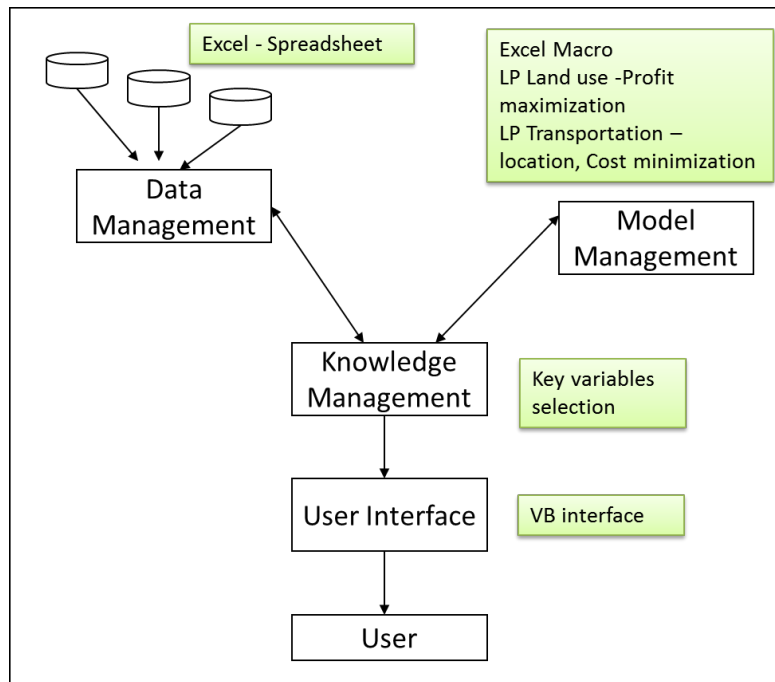 Excel - Spreadsheet
Excel Macro
LP Land use -Profit
maximization
LP Transportation –
location, Cost minimization
Data
Management
Model
Management
Knowledge
Management
Key variables
selection
User Interface
VB interface
User